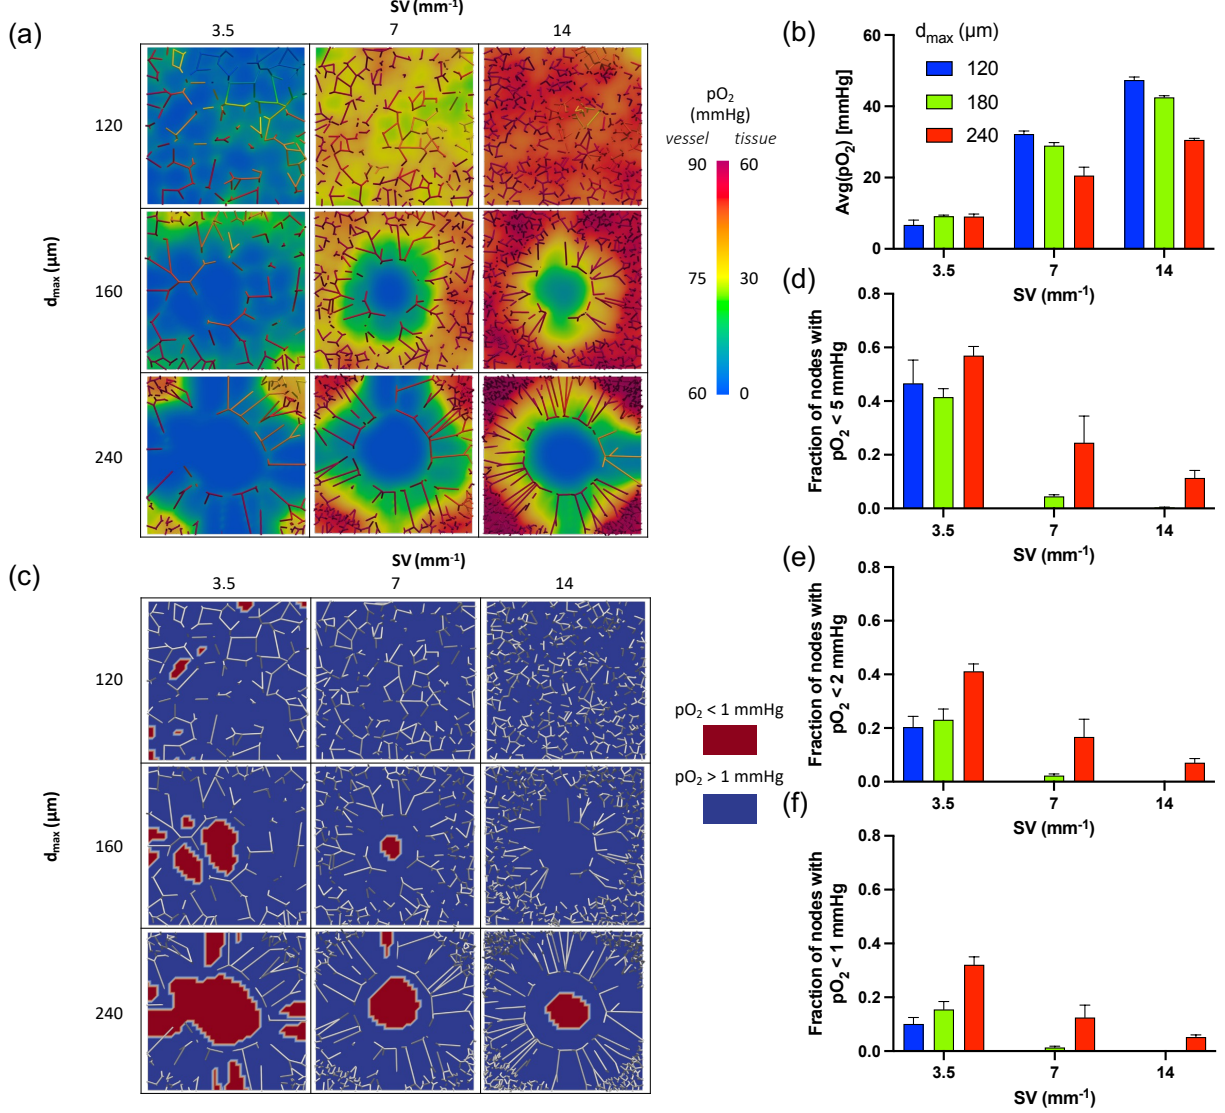 (a)
SV (mm⁻¹)
3.5 7 14
120
160
240
d_max (μm)
pO₂
(mmHg)
vessel tissue
90 60
75 30
60 0
(b)
Avg(pO₂) [mmHg]
60
40
20
0
d_max (μm)
120
180
240
3.5 7 14
SV (mm⁻¹)
(c)
SV (mm⁻¹)
3.5 7 14
120
160
240
d_max (μm)
pO₂ < 1 mmHg
pO₂ > 1 mmHg
(d)
Fraction of nodes with
pO₂ < 5 mmHg
0.8
0.6
0.4
0.2
0.0
3.5 7 14
SV (mm⁻¹)
(e)
Fraction of nodes with
pO₂ < 2 mmHg
0.8
0.6
0.4
0.2
0.0
3.5 7 14
SV (mm⁻¹)
(f)
Fraction of nodes with
pO₂ < 1 mmHg
0.8
0.6
0.4
0.2
0.0
3.5 7 14
SV (mm⁻¹)